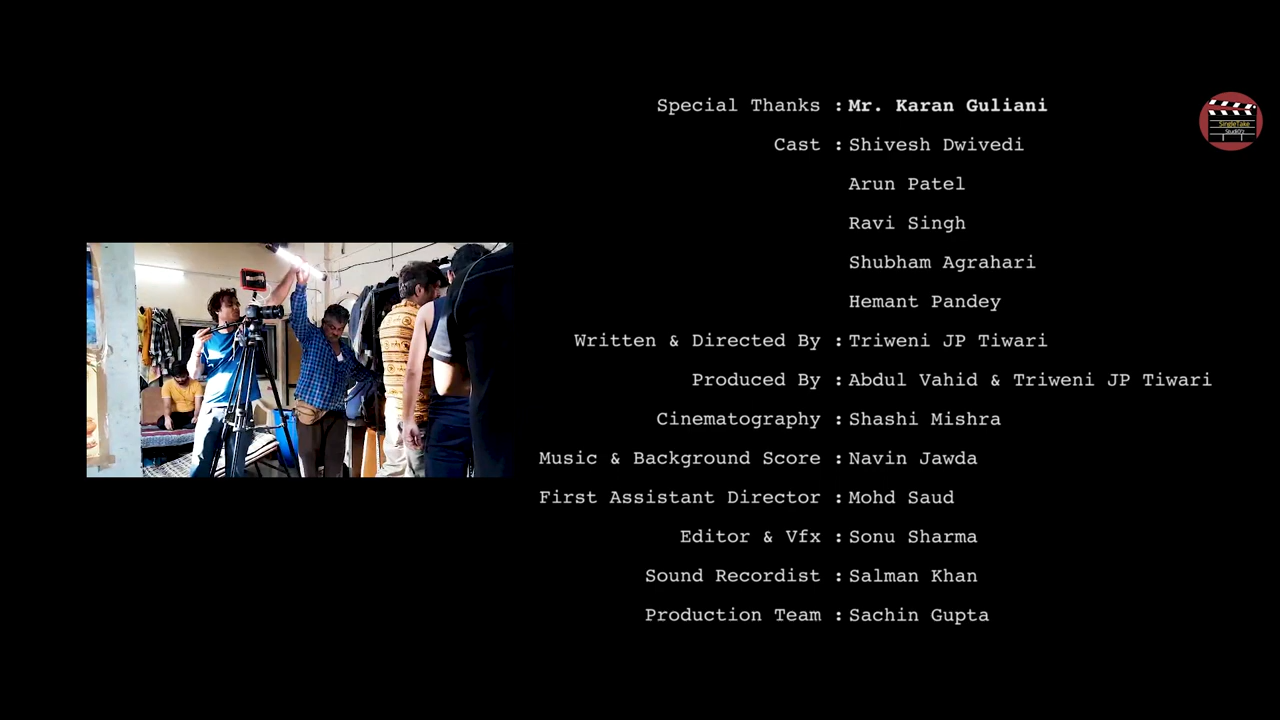 Special Thanks : Mr. Karan Guliani
Cast : Shivesh Dwivedi
Arun Patel
Ravi Singh
Shubham Agrahari
Hemant Pandey
Written & Directed By : Triweni JP Tiwari
Produced By : Abdul Vahid & Triweni JP Tiwari
Cinematography : Shashi Mishra
Music & Background Score : Navin Jawda
First Assistant Director : Mohd Saud
Editor & Vfx : Sonu Sharma
Sound Recordist : Salman Khan
Production Team : Sachin Gupta
SingleTake